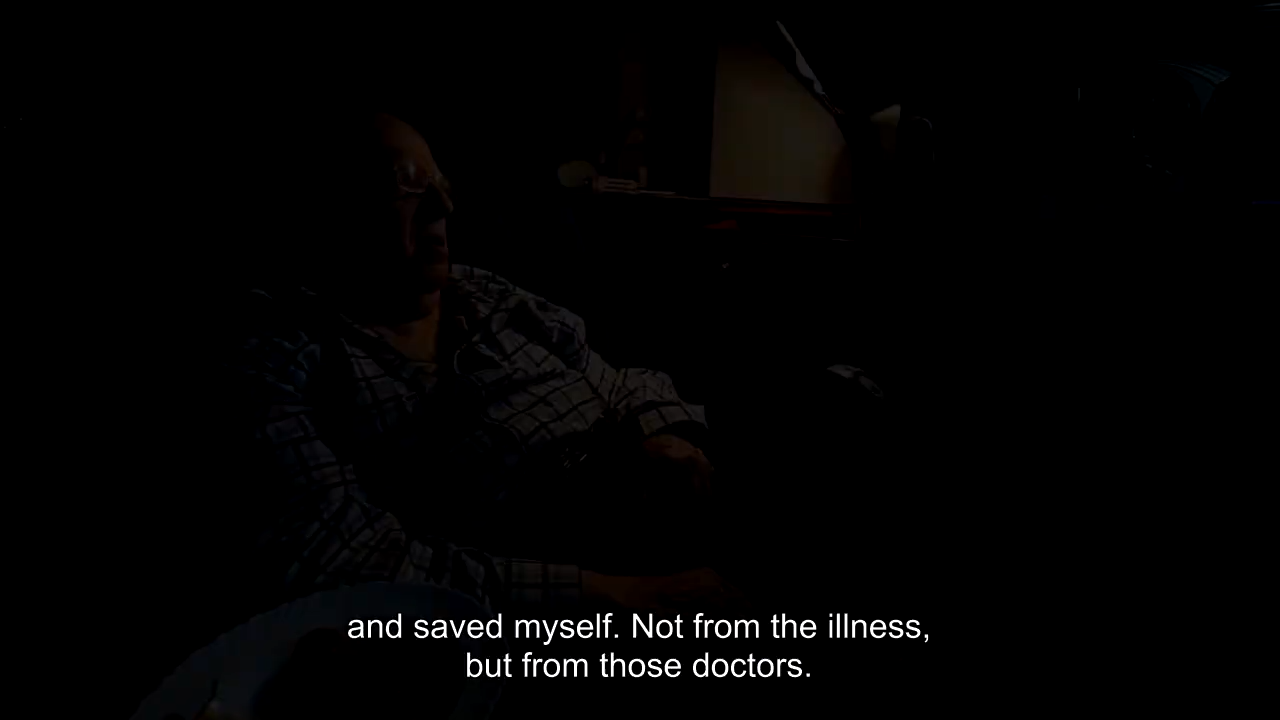 and saved myself. Not from the illness,
but from those doctors.